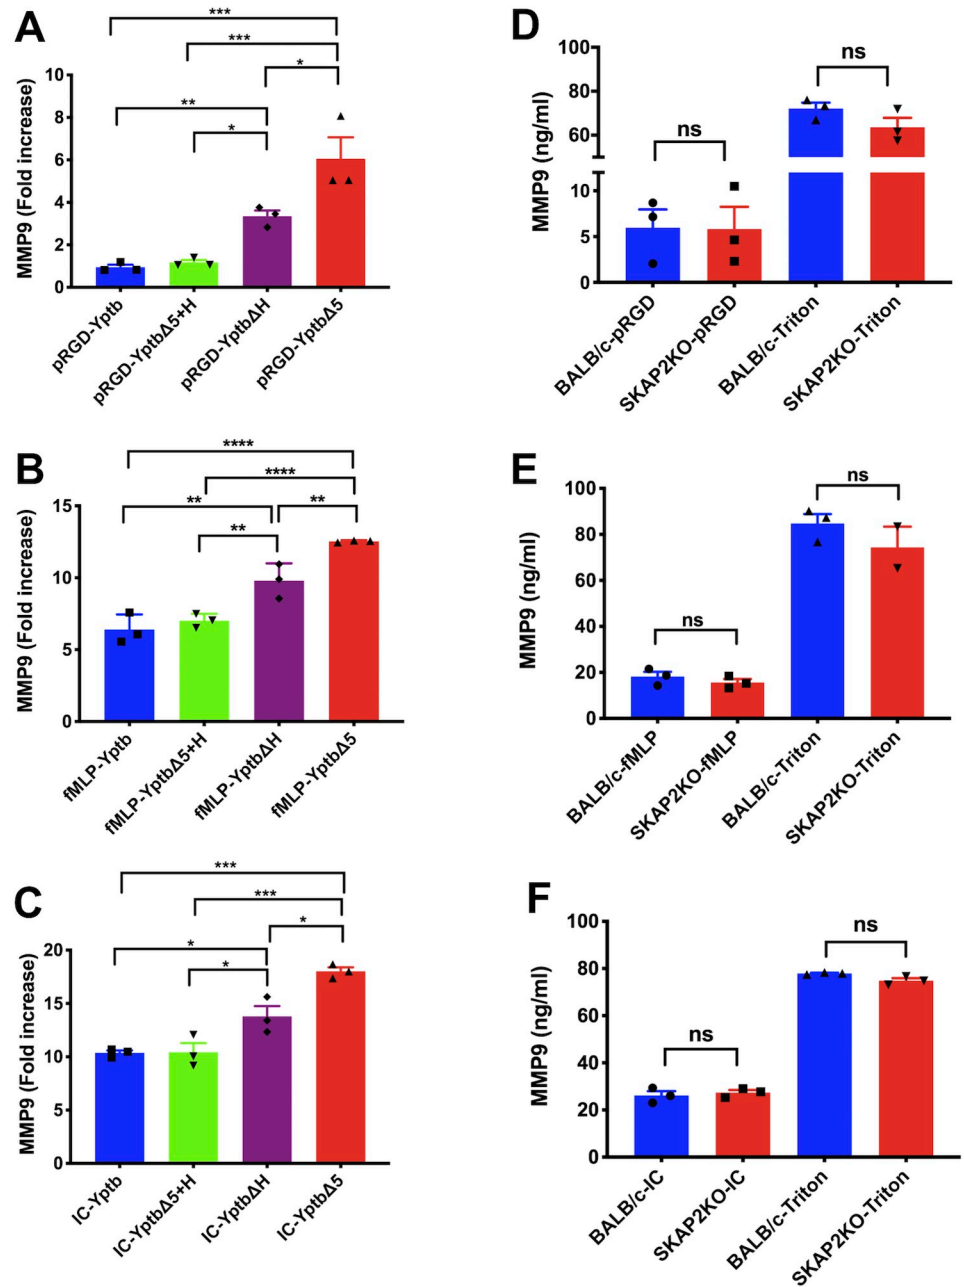 A
***
***
*
**
*
MMP9 (Fold increase)
10
8
6
4
2
0
pRGD-Yptb
pRGD-YptbΔ5+H
pRGD-YptbΔH
pRGD-YptbΔ5
D
ns
ns
MMP9 (ng/ml)
100
80
60
10
5
0
BALB/c-pRGD
SKAP2KO-pRGD
BALB/c-Triton
SKAP2KO-Triton
B
****
****
**
**
**
MMP9 (Fold increase)
15
10
5
0
fMLP-Yptb
fMLP-YptbΔ5+H
fMLP-YptbΔH
fMLP-YptbΔ5
E
ns
ns
MMP9 (ng/ml)
100
80
60
40
20
0
BALB/c-fMLP
SKAP2KO-fMLP
BALB/c-Triton
SKAP2KO-Triton
C
***
***
*
*
*
MMP9 (Fold increase)
20
15
10
5
0
IC-Yptb
IC-YptbΔ5+H
IC-YptbΔH
IC-YptbΔ5
F
ns
ns
MMP9 (ng/ml)
100
80
60
40
20
0
BALB/c-IC
SKAP2KO-IC
BALB/c-Triton
SKAP2KO-Triton